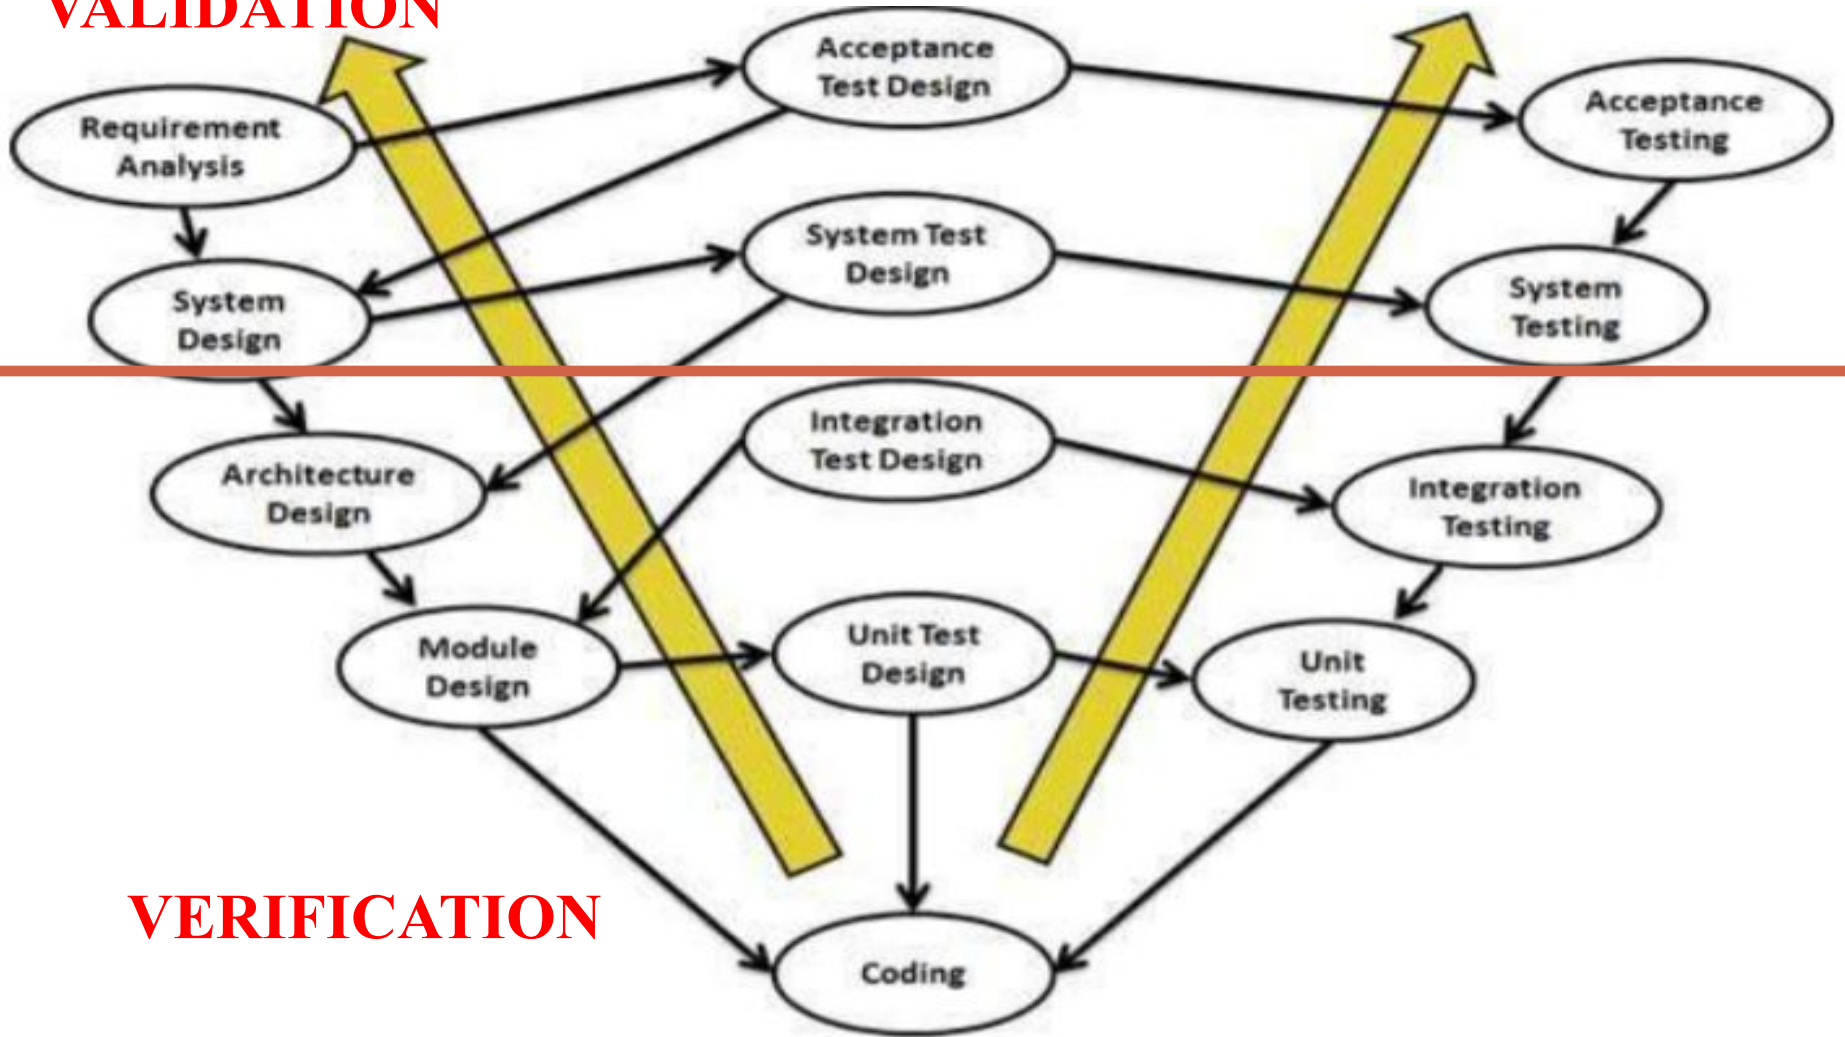 VALIDATION
Acceptance
Test Design
Requirement
Analysis
Acceptance
Testing
System Test
Design
System
Design
System
Testing
Integration
Test Design
Architecture
Design
Integration
Testing
Module
Design
Unit Test
Design
Unit
Testing
VERIFICATION
Coding